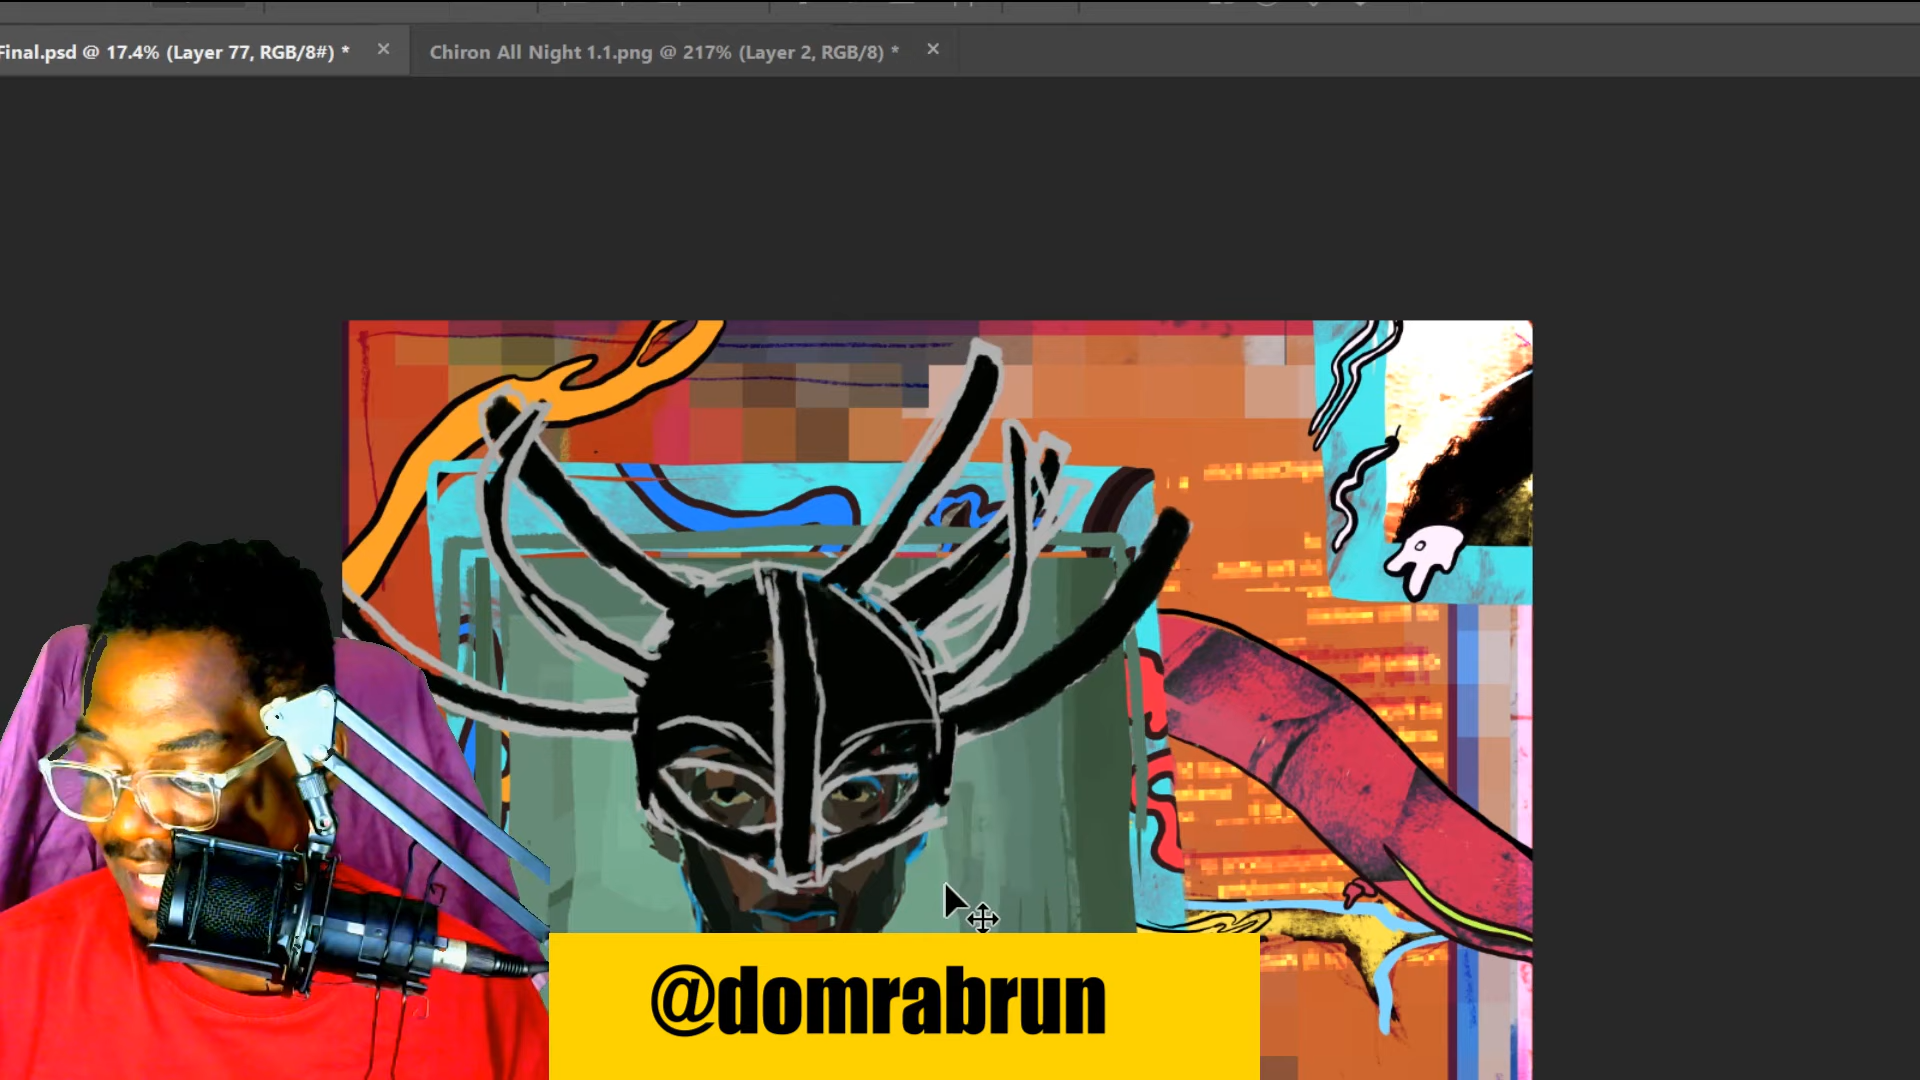 Final.psd @ 17.4% (Layer 77, RGB/8#) *
Chiron All Night 1.1.png @ 217% (Layer 2, RGB/8) *
@domrabrun